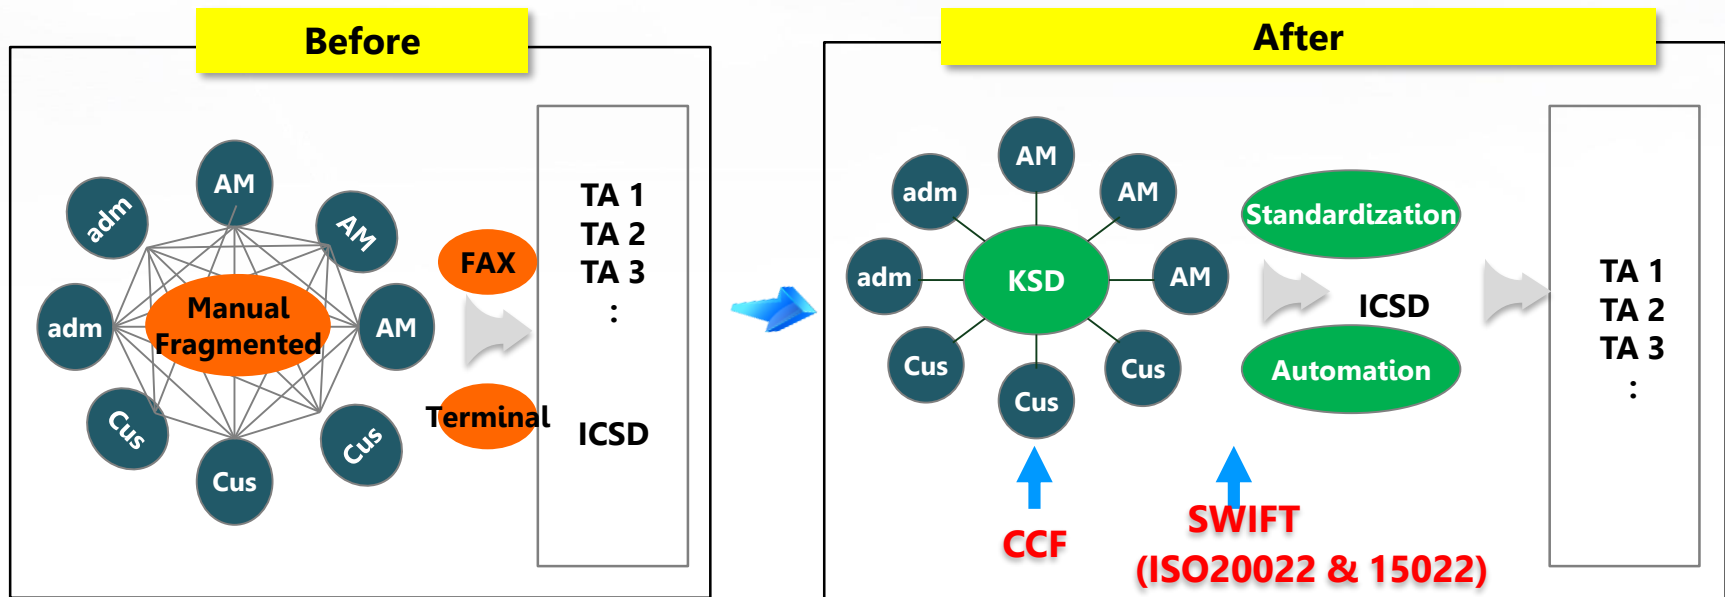 Before
AM
adm
AM
adm
Manual
Fragmented
AM
Cus
Cus
Cus
FAX
Terminal
TA 1
TA 2
TA 3
:
ICSD
After
AM
adm
AM
adm
KSD
AM
Cus
Cus
Cus
Standardization
ICSD
Automation
TA 1
TA 2
TA 3
:
CCF
SWIFT
(ISO20022 & 15022)